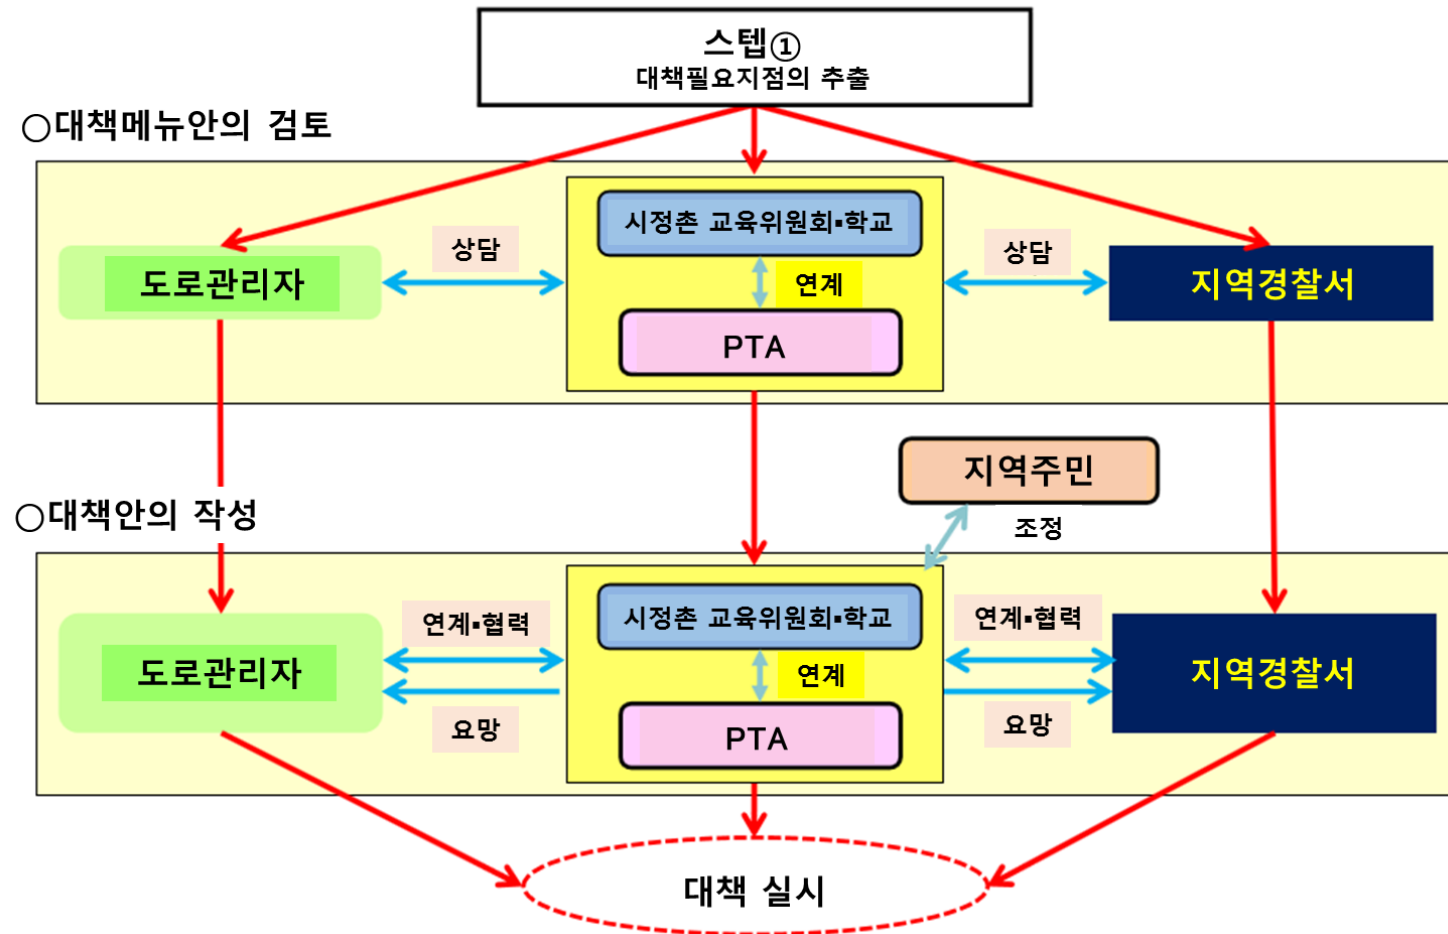 스텝①
대책필요지점의 추출
○대책메뉴안의 검토
시정촌 교육위원회▪학교
상담
상담
도로관리자
연계
지역경찰서
PTA
지역주민
○대책안의 작성
조정
연계▪협력
시정촌 교육위원회▪학교
연계▪협력
도로관리자
연계
지역경찰서
요망
PTA
요망
대책 실시